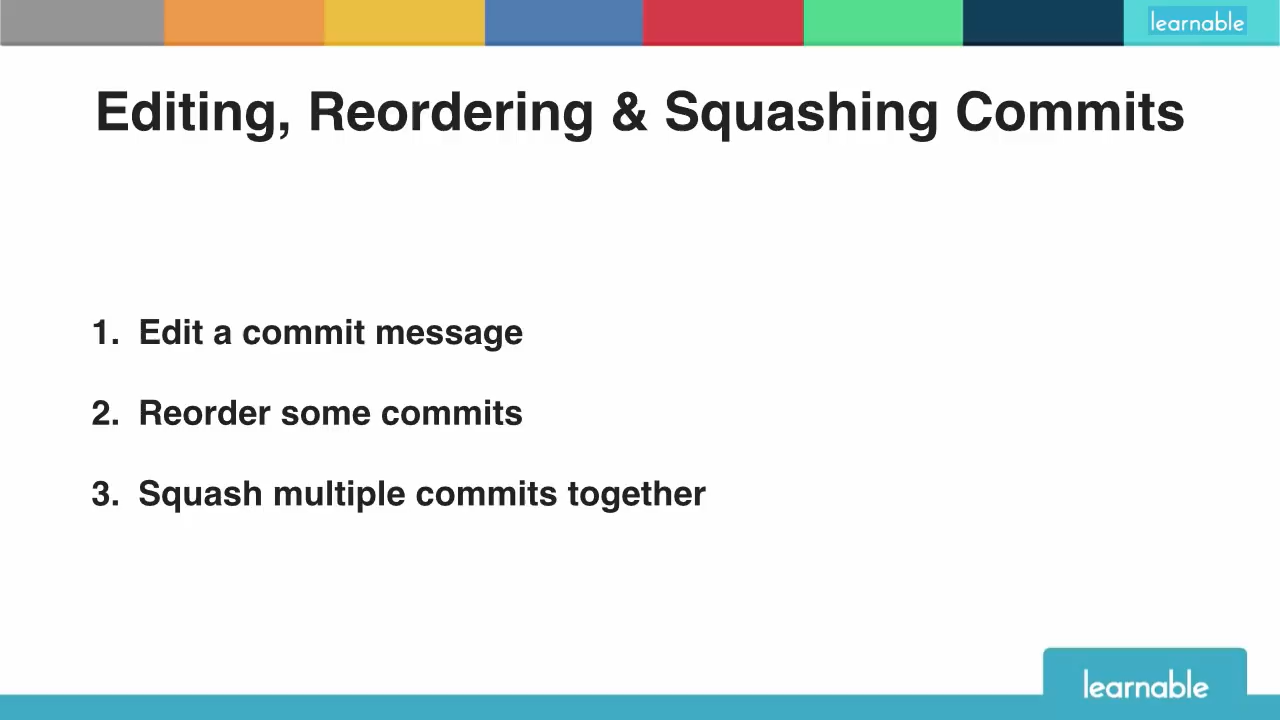 learnable
Editing, Reordering & Squashing Commits
1. Edit a commit message
2. Reorder some commits
3. Squash multiple commits together
learnable